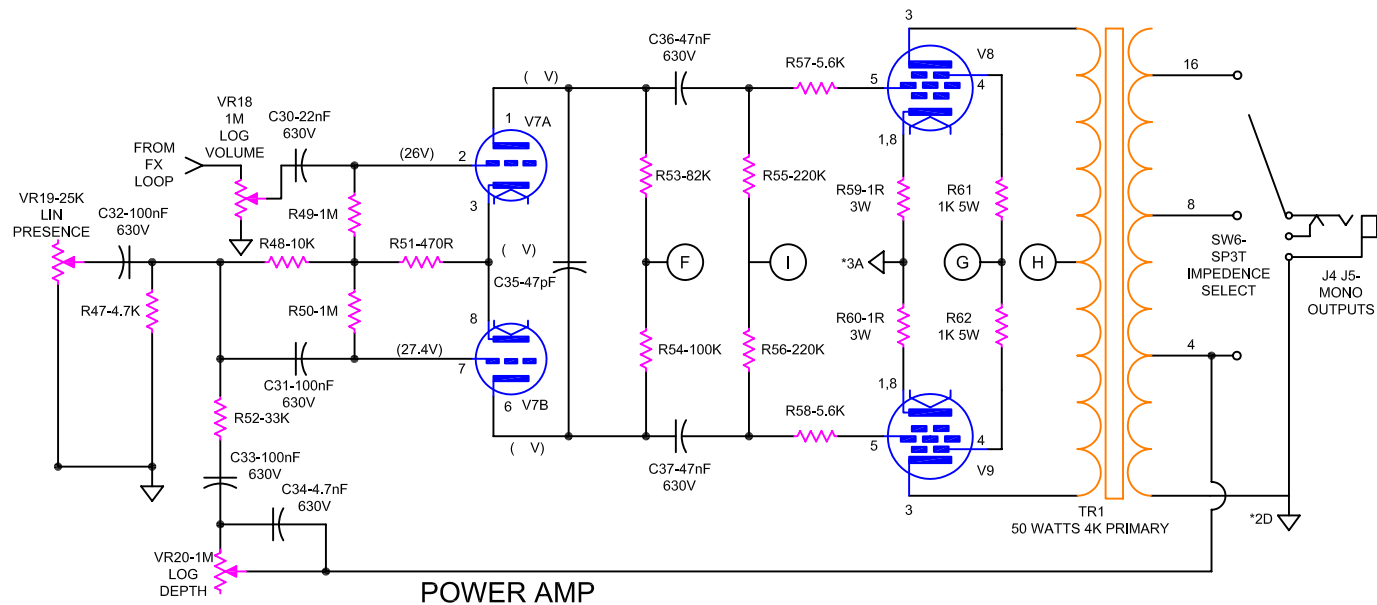 3
C36-47nF
630V
V8
R57-5.6K
( V)
5
4
16
VR18
1M
LOG
VOLUME
C30-22nF
630V
1
V7A
1,8
FROM
FX
LOOP
(26V)
2
R53-82K
R55-220K
R59-1R
3W
R61
1K 5W
VR19-25K
LIN
PRESENCE
C32-100nF
630V
R49-1M
3
8
R48-10K
R51-470R
( V)
F
I
*3A
G
H
SW6-
SP3T
IMPEDENCE
SELECT
C35-47pF
J4 J5-
MONO
OUTPUTS
R47-4.7K
R50-1M
8
R60-1R
3W
R62
1K 5W
(27.4V)
7
R54-100K
R56-220K
4
C31-100nF
630V
1,8
6
V7B
R58-5.6K
R52-33K
( V)
5
4
C33-100nF
630V
C37-47nF
630V
V9
C34-4.7nF
630V
3
TR1
50 WATTS 4K PRIMARY
*2D
VR20-1M
LOG
DEPTH
POWER AMP